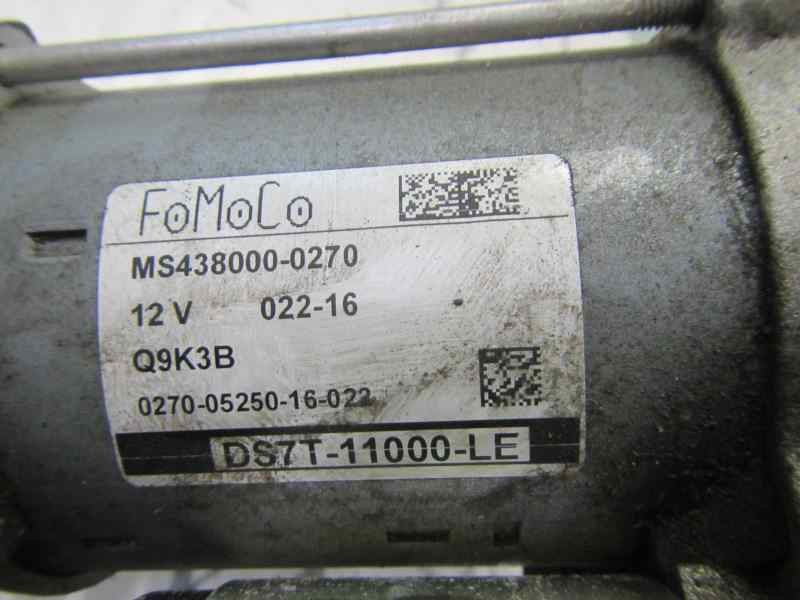 FoMoCo
MS438000-0270
12 V 022-16
Q9K3B
0270-05250-16-022
DS7T-11000-LE